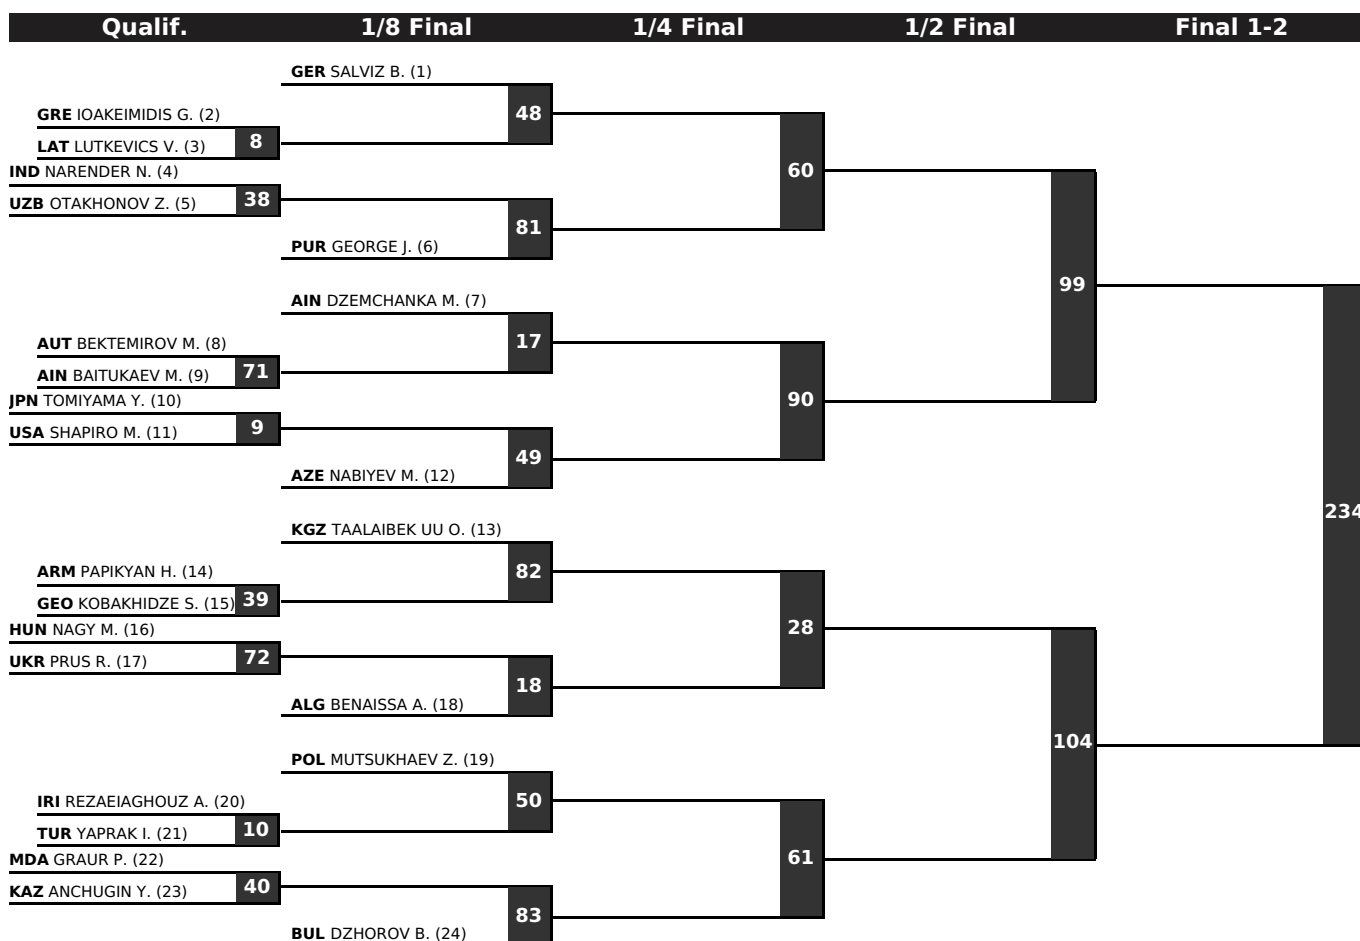 Qualif. 1/8 Final 1/4 Final 1/2 Final Final 1-2
GER SALVIZ B. (1)
48
GRE IOAKEIMIDIS G. (2)
LAT LUTKEVICS V. (3)
8
60
IND NARENDER N. (4)
UZB OTAKHONOV Z. (5)
38
81
PUR GEORGE J. (6)
99
AIN DZEMCHANKA M. (7)
17
AUT BEKTEMIROV M. (8)
AIN BAITUKAEV M. (9)
71
90
JPN TOMIYAMA Y. (10)
USA SHAPIRO M. (11)
9
49
AZE NABIYEV M. (12)
234
KGZ TAALAIBEK UU O. (13)
82
ARM PAPIKYAN H. (14)
GEO KOBAKHIDZE S. (15)
39
28
HUN NAGY M. (16)
UKR PRUS R. (17)
72
18
ALG BENAISSA A. (18)
104
POL MUTSUKHAEV Z. (19)
50
IRI REZAEIAGHOUZ A. (20)
TUR YAPRAK I. (21)
10
61
MDA GRAUR P. (22)
KAZ ANCHUGIN Y. (23)
40
83
BUL DZHOROV B. (24)